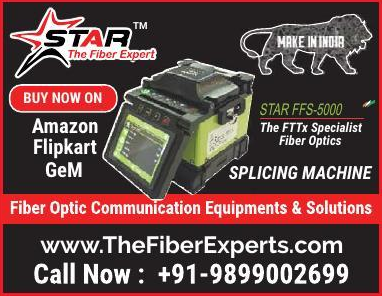 STAR™
The Fiber Expert
MAKE IN INDIA
BUY NOW ON
Amazon
Flipkart
GeM
STAR FFS-5000
The FTTx Specialist
Fiber Optics
SPLICING MACHINE
Fiber Optic Communication Equipments & Solutions
www.TheFiberExperts.com
Call Now : +91-9899002699